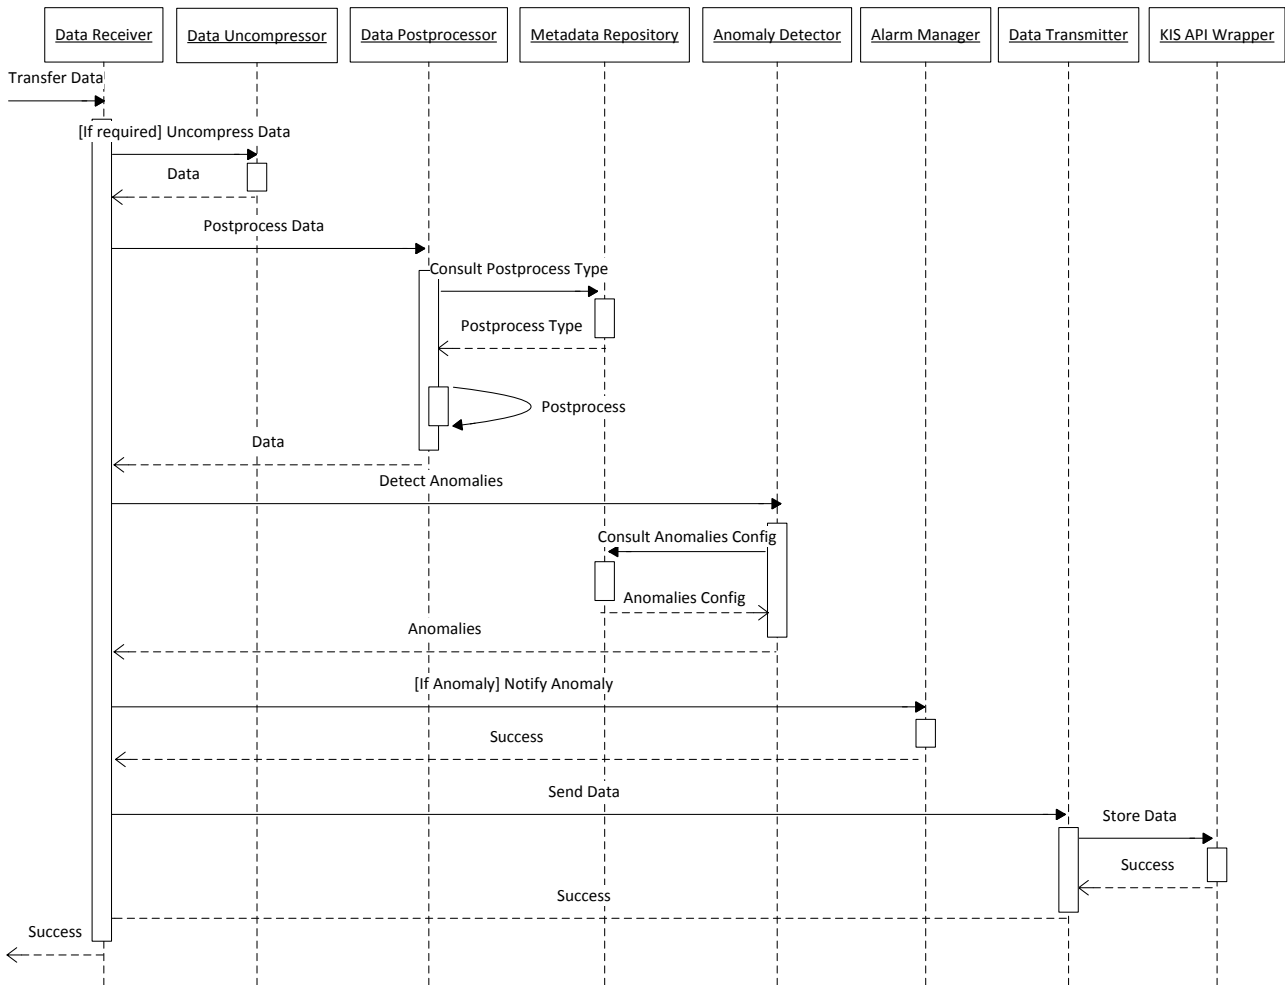 Data Receiver
Data Uncompressor
Data Postprocessor
Metadata Repository
Anomaly Detector
Alarm Manager
Data Transmitter
KIS API Wrapper
Transfer Data
[If required] Uncompress Data
Data
Postprocess Data
Consult Postprocess Type
Postprocess Type
Postprocess
Data
Detect Anomalies
Consult Anomalies Config
Anomalies Config
Anomalies
[If Anomaly] Notify Anomaly
Success
Send Data
Store Data
Success
Success
Success